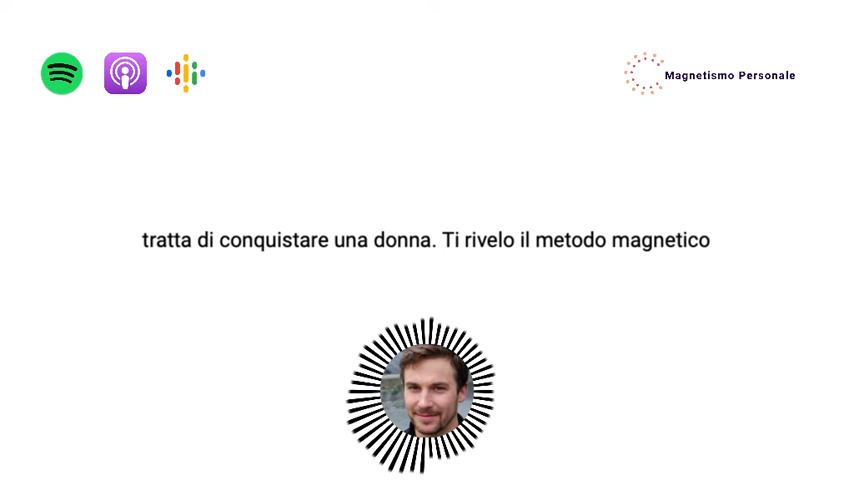 Magnetismo Personale
tratta di conquistare una donna. Ti rivelo il metodo magnetico